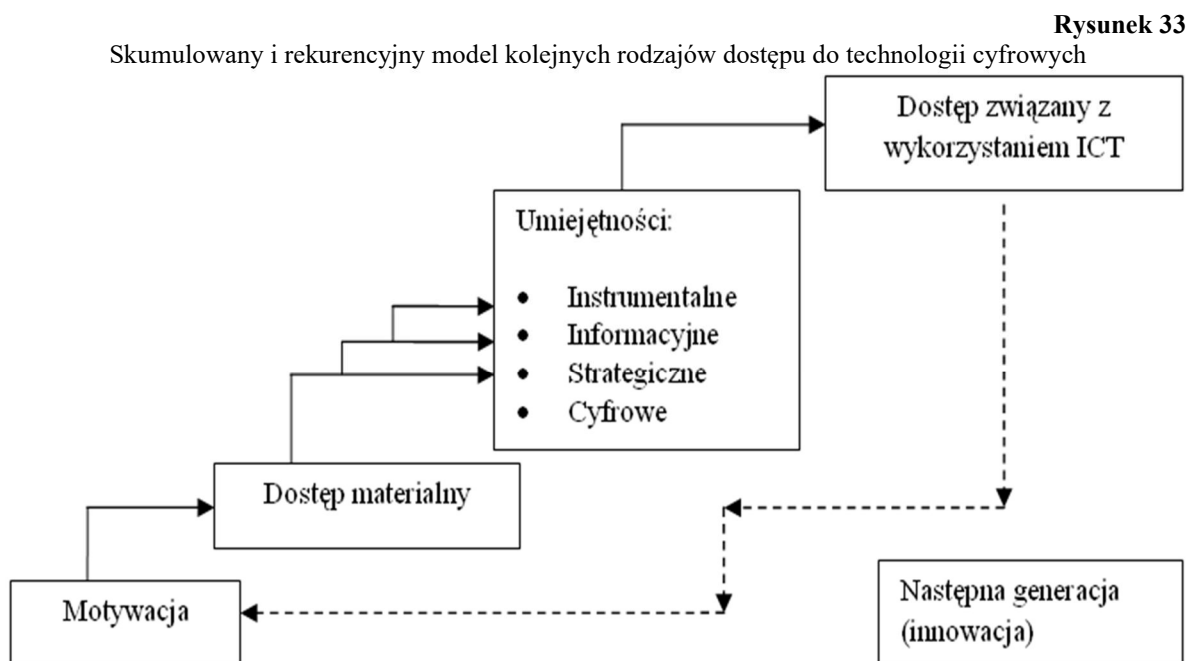 Rysunek 33
Skumulowany i rekurencyjny model kolejnych rodzajów dostępu do technologii cyfrowych
Dostęp związany z
wykorzystaniem ICT
Umiejętności:
• Instrumentalne
• Informacyjne
• Strategiczne
• Cyfrowe
Dostęp materialny
Motywacja
Następna generacja
(innowacja)